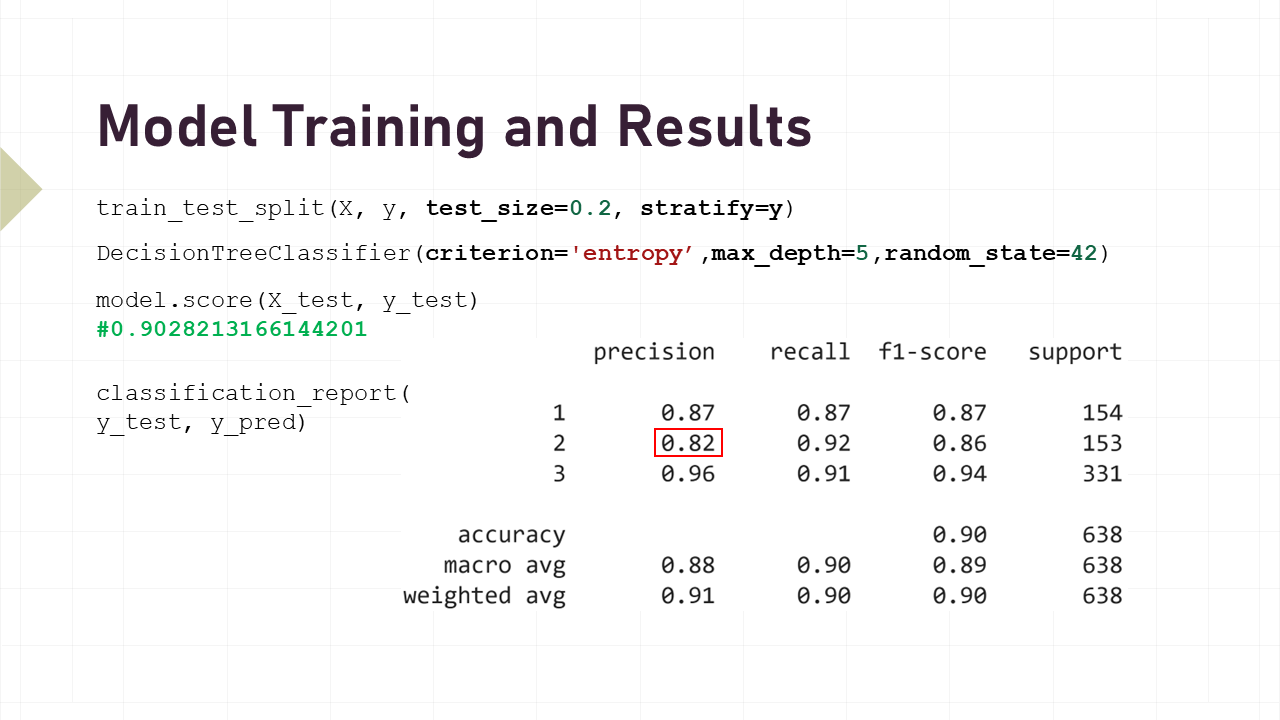 Model Training and Results
train_test_split(X, y, test_size=0.2, stratify=y)
DecisionTreeClassifier(criterion='entropy’,max_depth=5,random_state=42)
model.score(X_test, y_test)
#0.9028213166144201
classification_report(
y_test, y_pred)
precision recall f1-score support
1 0.87 0.87 0.87 154
2 0.82 0.92 0.86 153
3 0.96 0.91 0.94 331
accuracy 0.90 638
macro avg 0.88 0.90 0.89 638
weighted avg 0.91 0.90 0.90 638